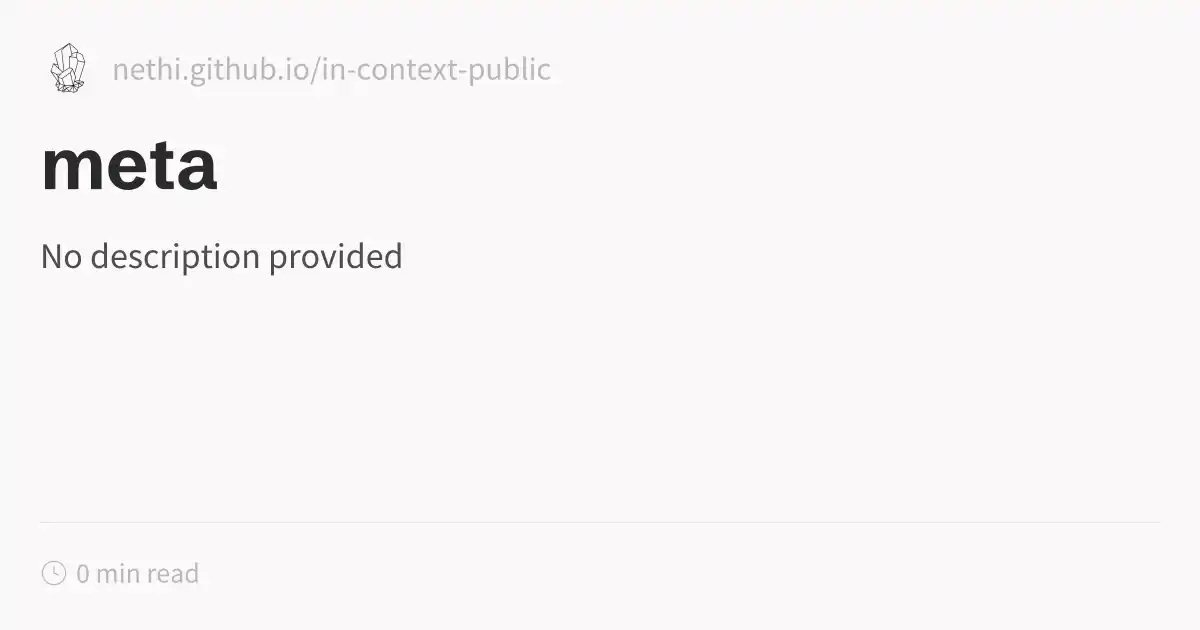 nethi.github.io/in-context-public
meta
No description provided
0 min read